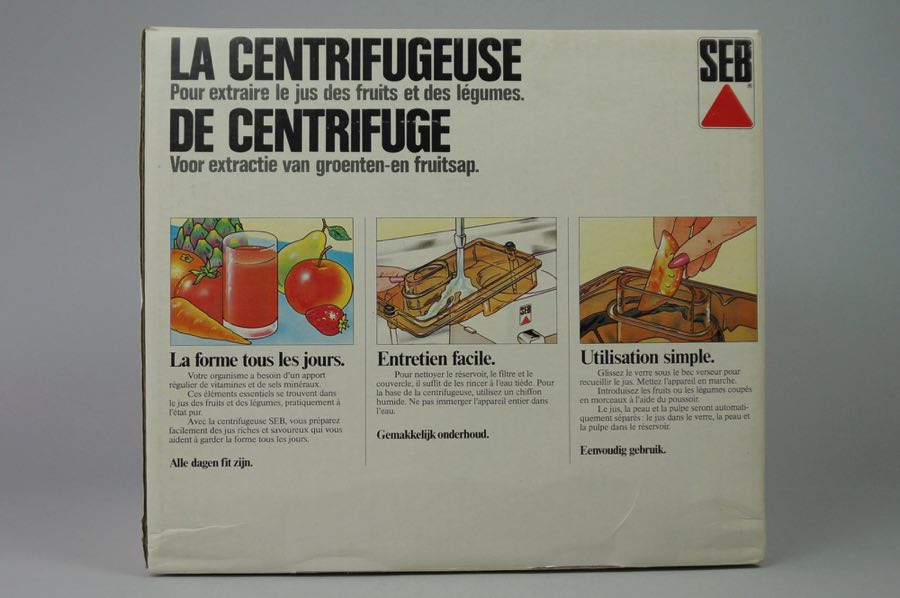 LA CENTRIFUGEUSE
Pour extraire le jus des fruits et des légumes.
DE CENTRIFUGE
Voor extractie van groenten-en fruitsap.
SEB
®
La forme tous les jours.
Votre organisme a besoin d'un apport
régulier de vitamines et de sels minéraux.
Ces éléments essentiels se trouvent dans
le jus des fruits et des légumes, pratiquement à
l'état pur.
Avec la centrifugeuse SEB, vous préparez
facilement des jus riches et savoureux qui vous
aident à garder la forme tous les jours.
Alle dagen fit zijn.
SEB
Entretien facile.
Pour nettoyer le réservoir, le filtre et le
couvercle, il suffit de les rincer à l'eau tiède. Pour
la base de la centrifugeuse, utilisez un chiffon
humide. Ne pas immerger l'appareil entier dans
l'eau.
Gemakkelijk onderhoud.
Utilisation simple.
Glissez le verre sous le bec verseur pour
recueillir le jus. Mettez l'appareil en marche.
Introduisez les fruits ou les légumes coupés
en morceaux à l'aide du poussoir.
Le jus, la peau et la pulpe seront automati-
quement séparés : le jus dans le verre, la peau et
la pulpe dans le réservoir.
Eenvoudig gebruik.